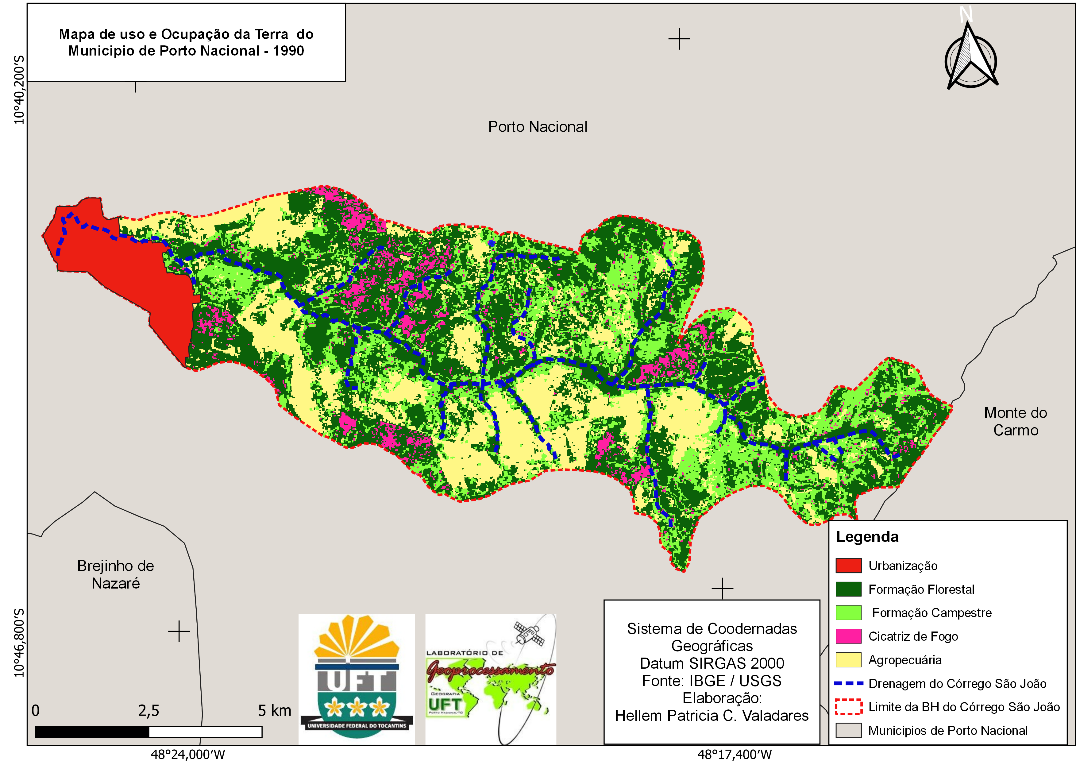 Mapa de uso e Ocupação da Terra do
Municipio de Porto Nacional - 1990
N
10°40,200'S
Porto Nacional
Monte do
Carmo
Brejinho de
Nazaré
10°46,800'S
Legenda
Urbanização
Formação Florestal
Formação Campestre
Cicatriz de Fogo
Agropecuária
Drenagem do Córrego São João
Limite da BH do Córrego São João
Municipios de Porto Nacional
Sistema de Coodernadas
Geográficas
Datum SIRGAS 2000
Fonte: IBGE / USGS
Elaboração:
Hellem Patricia C. Valadares
UFT
UNIVERSIDADE FEDERAL DO TOCANTINS
LABORATÓRIO DE
Geoprocessamento
GEOGRAFIA
UFT
0 2,5 5 km
48°24,000'W
48°17,400'W